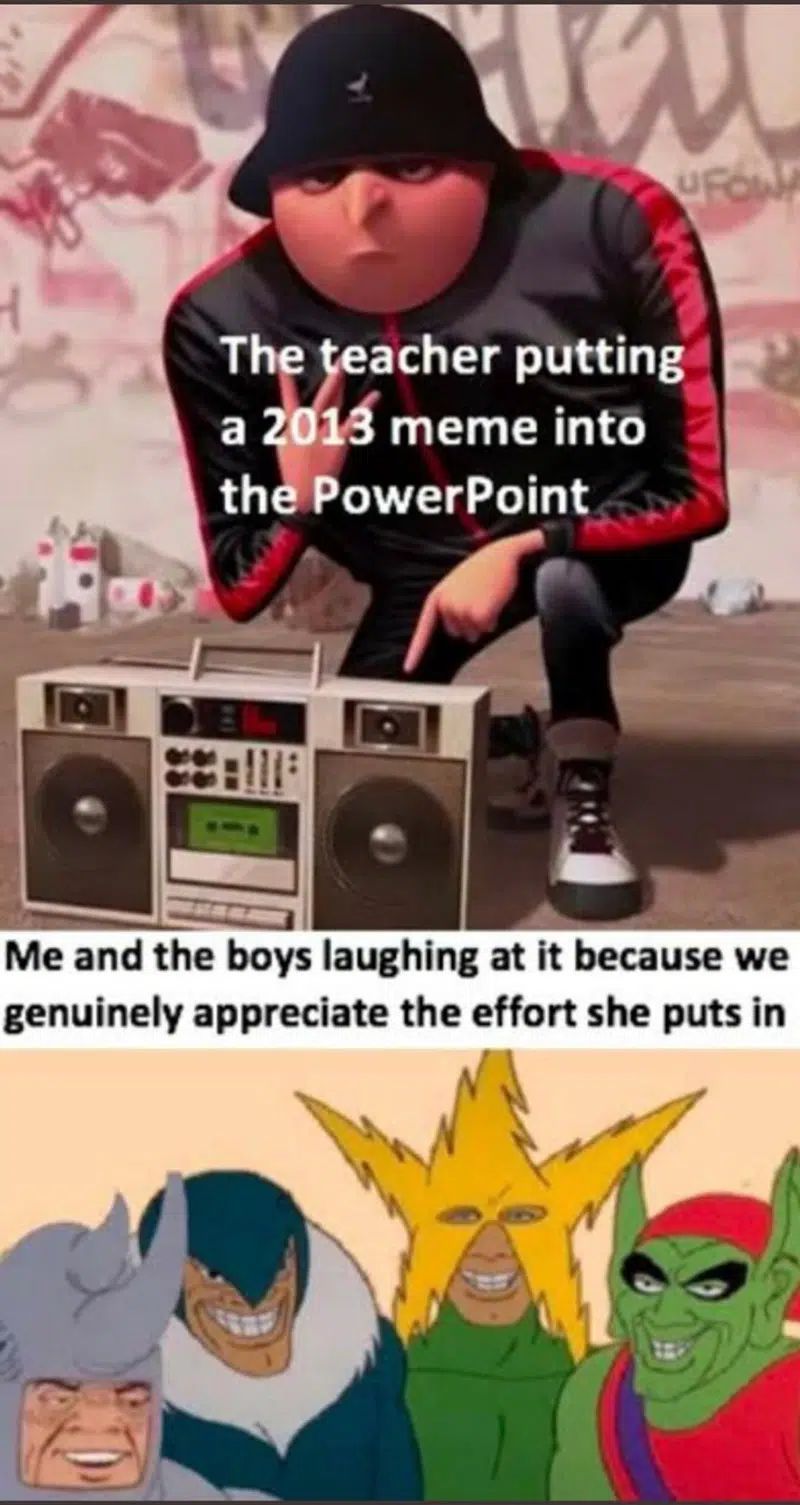 UFOW
The teacher putting
a 2013 meme into
the PowerPoint
Me and the boys laughing at it because we
genuinely appreciate the effort she puts in